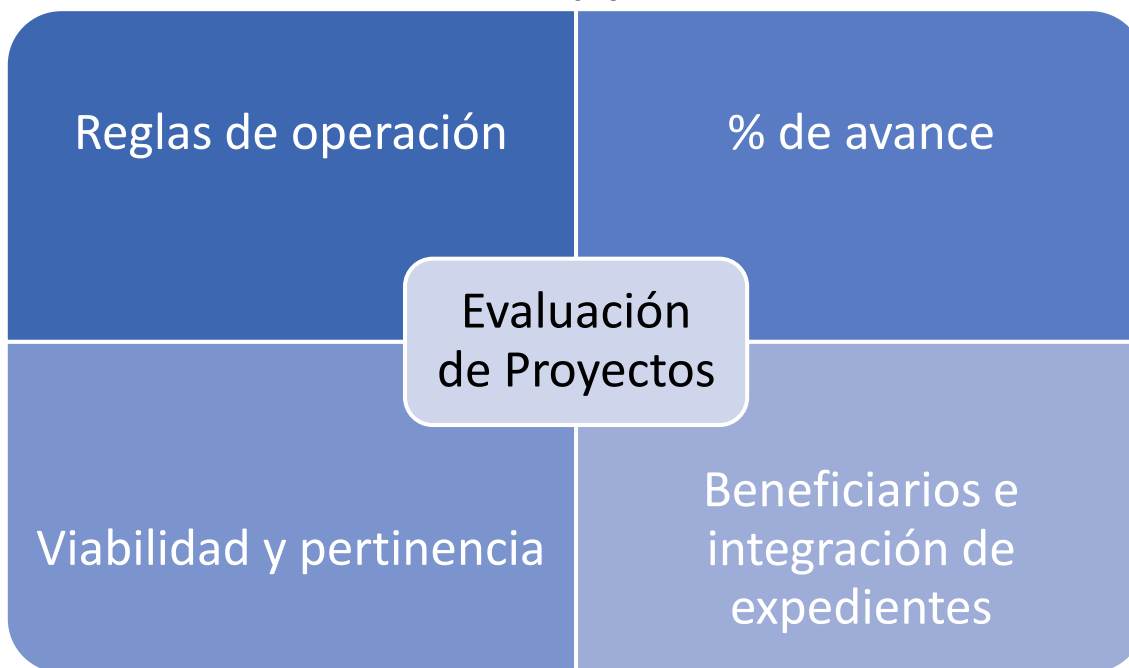 Reglas de operación
% de avance
Evaluación
de Proyectos
Viabilidad y pertinencia
Beneficiarios e
integración de
expedientes